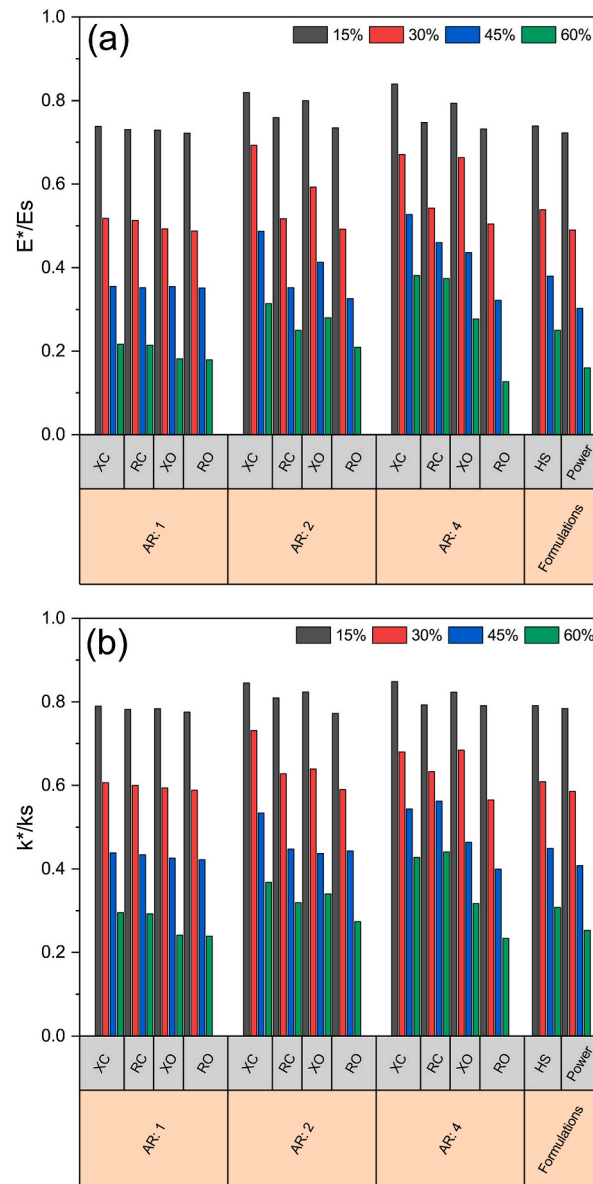 (a)
15% 30% 45% 60%
E*/Es
1.0
0.8
0.6
0.4
0.2
0.0
XC RC XO RO XC RC XO RO XC RC XO RO HS Power
AR: 1 AR: 2 AR: 4 Formulations
(b)
15% 30% 45% 60%
k*/ks
1.0
0.8
0.6
0.4
0.2
0.0
XC RC XO RO XC RC XO RO XC RC XO RO HS Power
AR: 1 AR: 2 AR: 4 Formulations